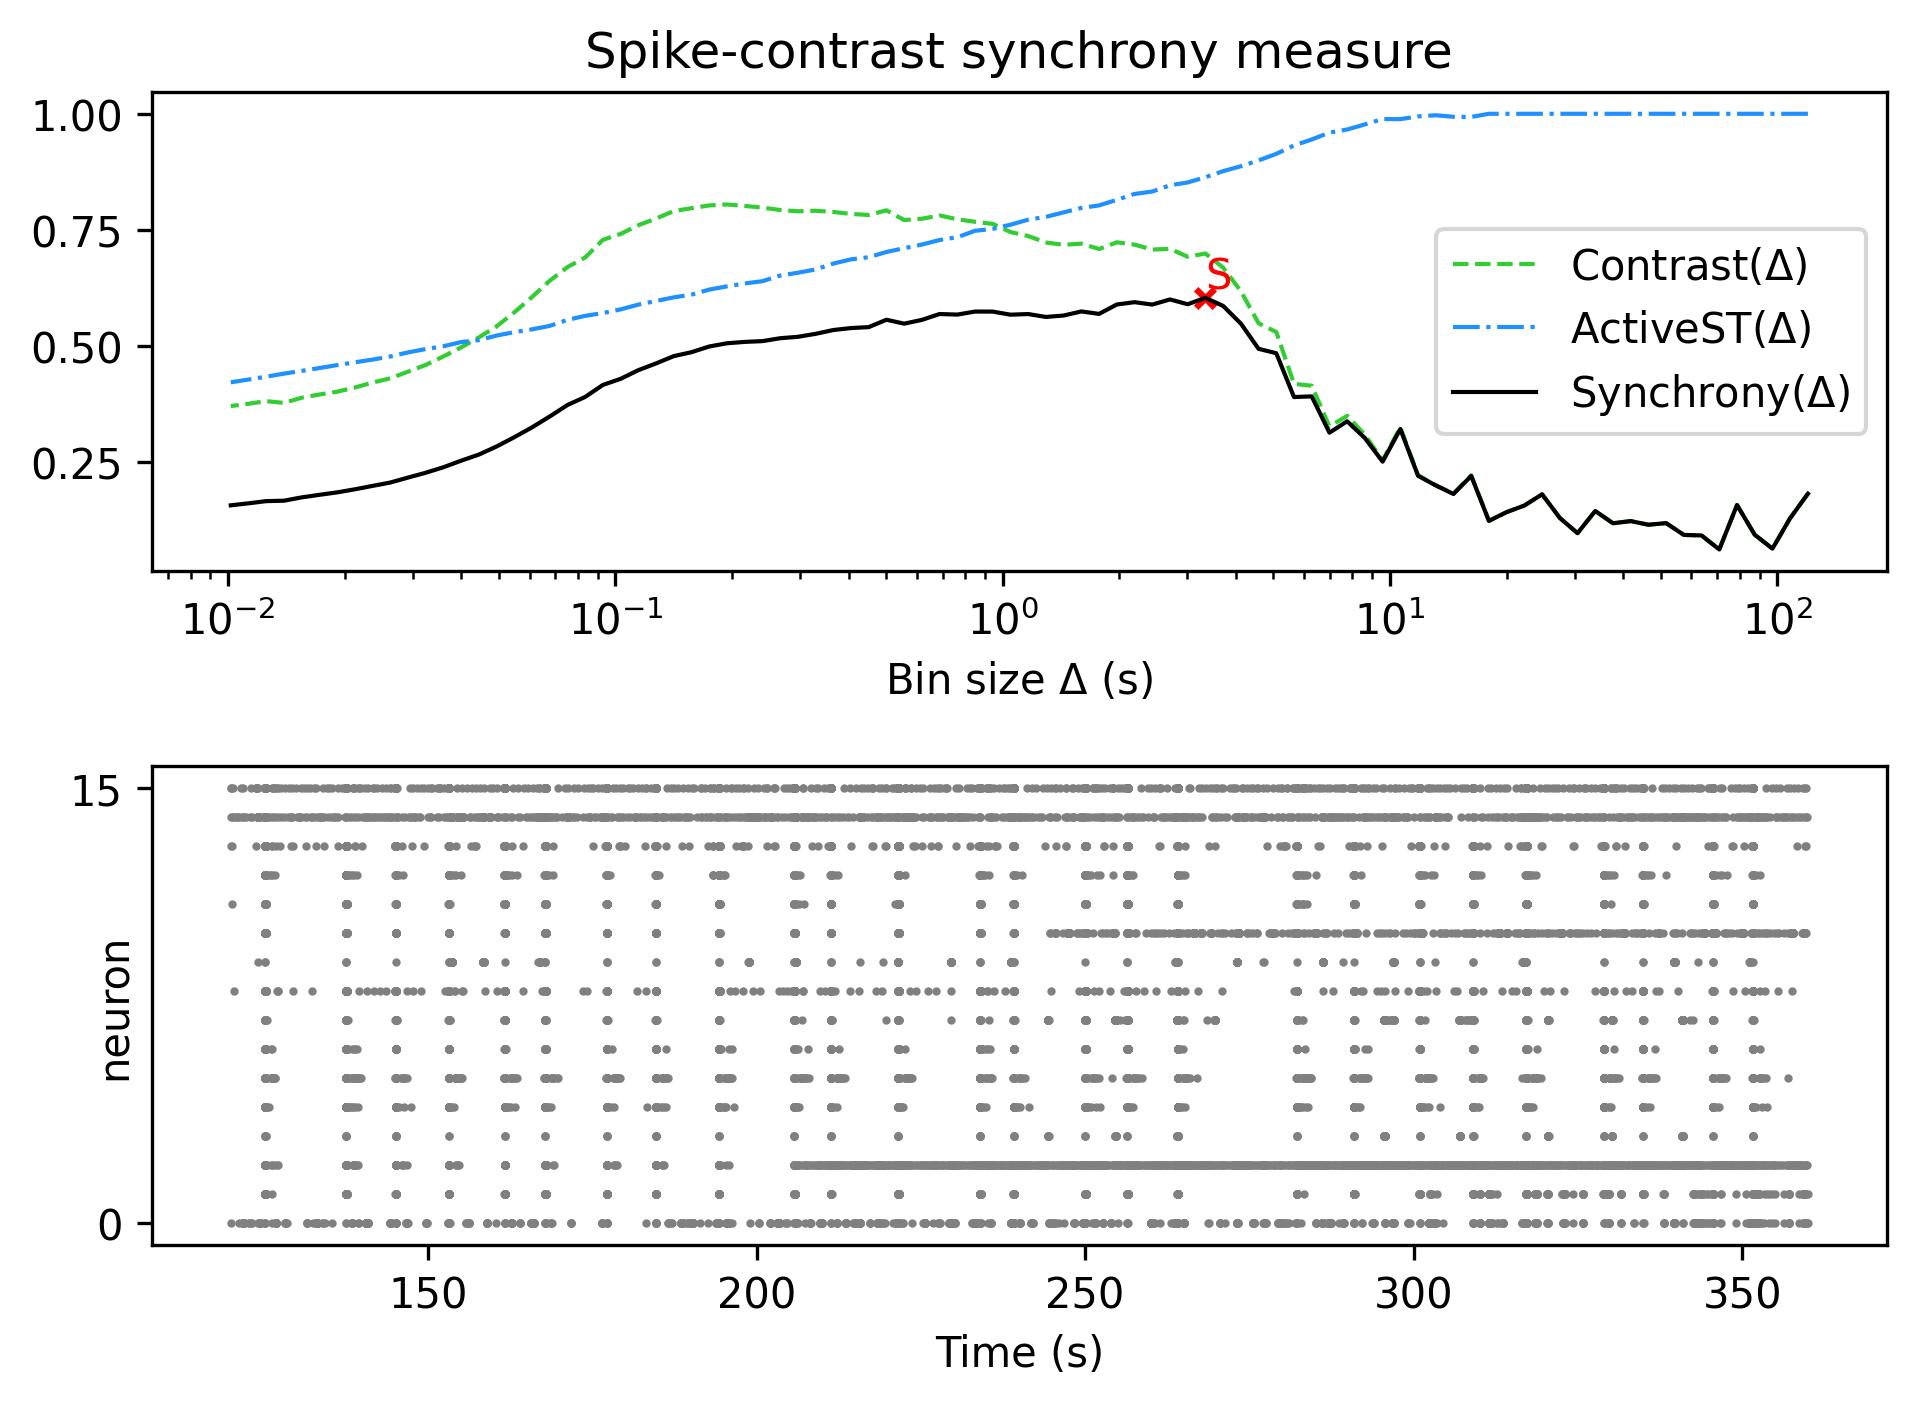 Spike-contrast synchrony measure
1.00
0.75
0.50
0.25
S
Contrast(Δ)
ActiveST(Δ)
Synchrony(Δ)
10⁻² 10⁻¹ 10⁰ 10¹ 10²
Bin size Δ (s)
15
neuron
0
150 200 250 300 350
Time (s)